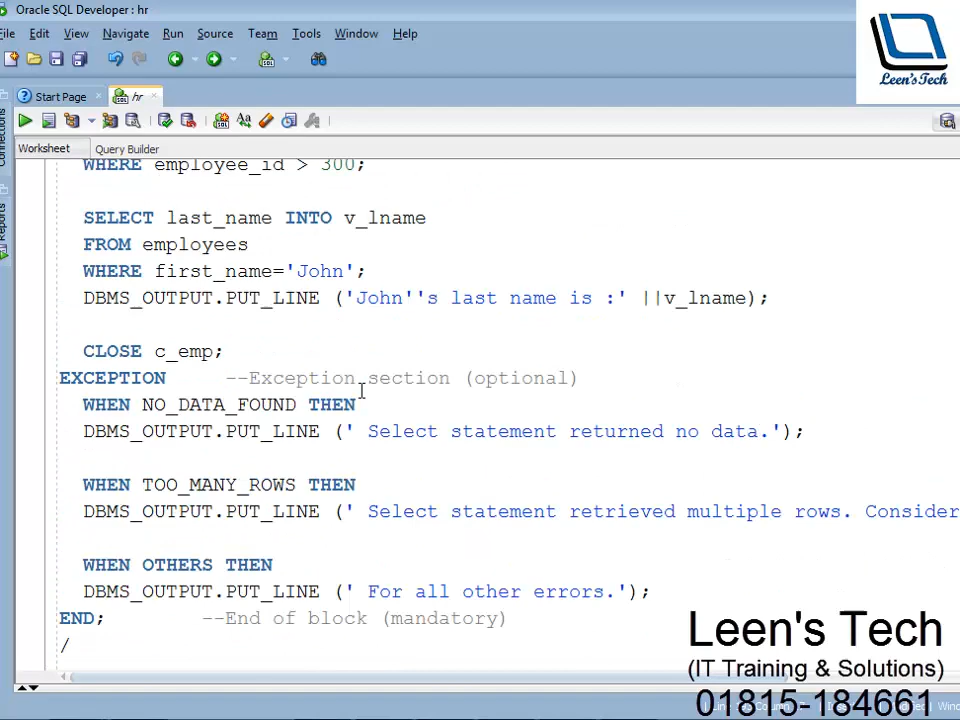 Oracle SQL Developer : hr
File Edit View Navigate Run Source Team Tools Window Help
Leen'sTech
Start Page hr
Connections
Worksheet Query Builder
Reports
WHERE employee_id > 300;
SELECT last_name INTO v_lname
FROM employees
WHERE first_name='John';
DBMS_OUTPUT.PUT_LINE ('John''s last name is :' ||v_lname);
CLOSE c_emp;
EXCEPTION --Exception section (optional)
WHEN NO_DATA_FOUND THEN
DBMS_OUTPUT.PUT_LINE (' Select statement returned no data.');
WHEN TOO_MANY_ROWS THEN
DBMS_OUTPUT.PUT_LINE (' Select statement retrieved multiple rows. Consider
WHEN OTHERS THEN
DBMS_OUTPUT.PUT_LINE (' For all other errors.');
END; --End of block (mandatory)
/
Leen's Tech
(IT Training & Solutions)
01815-184661